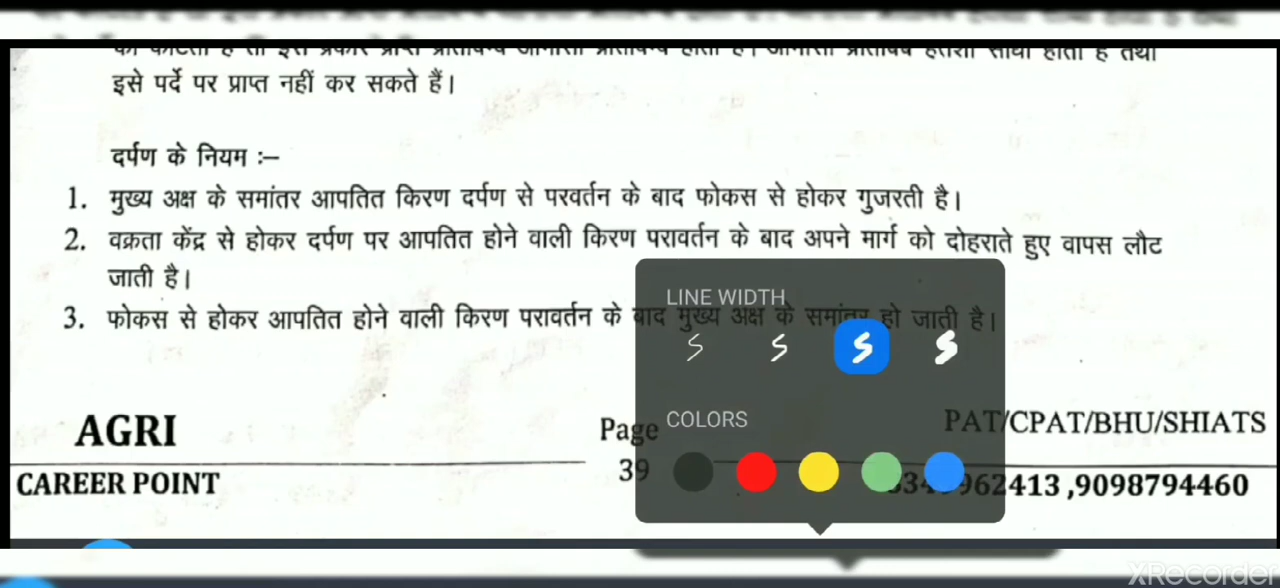 इसे पर्दे पर प्राप्त नहीं कर सकते हैं।
दर्पण के नियम :–
1. मुख्य अक्ष के समांतर आपतित किरण दर्पण से परवर्तन के बाद फोकस से होकर गुजरती है।
2. वक्रता केंद्र से होकर दर्पण पर आपतित होने वाली किरण परावर्तन के बाद अपने मार्ग को दोहराते हुए वापस लौट
जाती है।
3. फोकस से होकर आपतित होने वाली किरण परावर्तन के बाद मुख्य अक्ष के समांतर हो जाती है।
LINE WIDTH
COLORS
AGRI Page PAT/CPAT/BHU/SHIATS
CAREER POINT 39 962413 ,9098794460
XRecorder